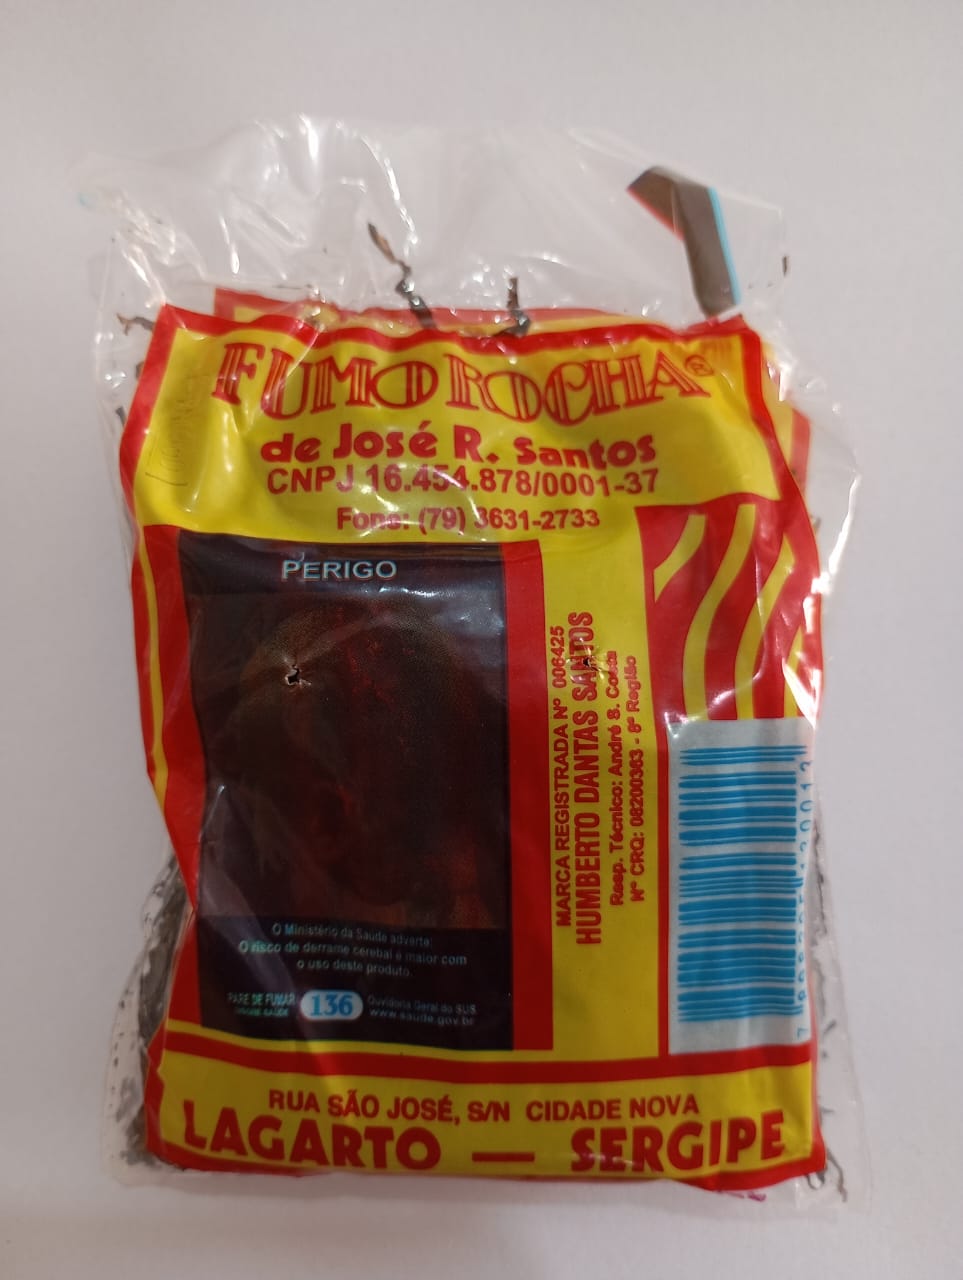 FUMO ROCHA®
de José R. Santos
CNPJ 16.454.878/0001-37
Fone: (79) 3631-2733
PERIGO
O Ministério da Saúde adverte:
O risco de derrame cerebal é maior com
o uso deste produto.
PARE DE FUMAR
DISQUE SAÚDE
136
Ouvidoria Geral do SUS
www.saude.gov.br
MARCA REGISTRADA Nº 006425
HUMBERTO DANTAS SANTOS
Resp. Técnico: André S. Costa
Nº CRQ: 08200363 - 8ª Região
RUA SÃO JOSÉ, S/N CIDADE NOVA
LAGARTO — SERGIPE